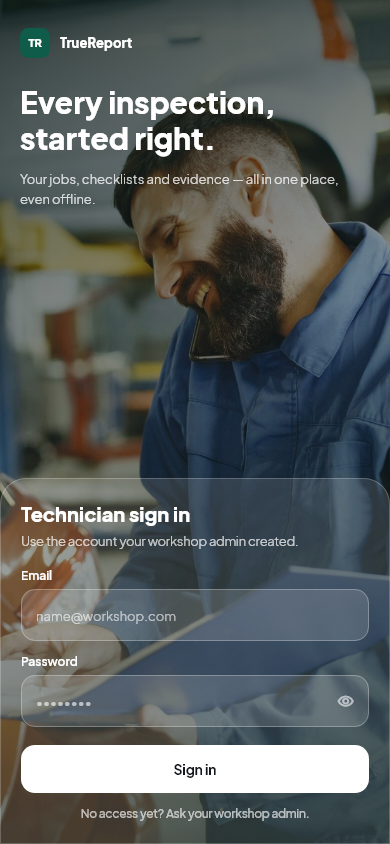 TR TrueReport
Every inspection,
started right.
Your jobs, checklists and evidence — all in one place,
even offline.
Technician sign in
Use the account your workshop admin created.
Email
name@workshop.com
Password
••••••••
Sign in
No access yet? Ask your workshop admin.